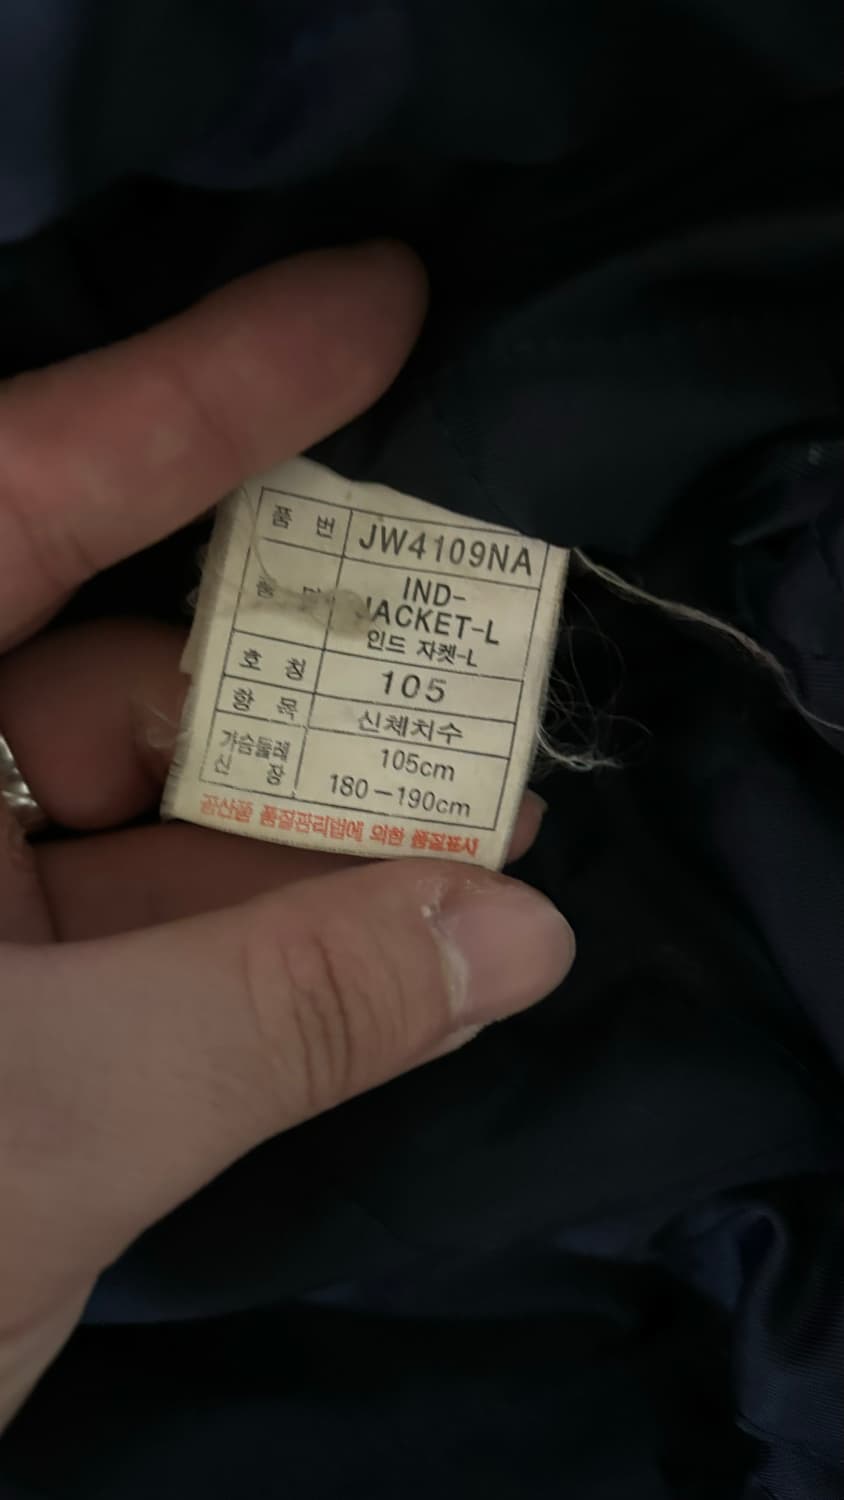 품 번 JW4109NA
품 IND-
JACKET-L
인드 자켓-L
호 칭 105
항 목 신체치수
가슴둘레 105cm
신 장 180-190cm
공산품 품질관리법에 의한 품질표시